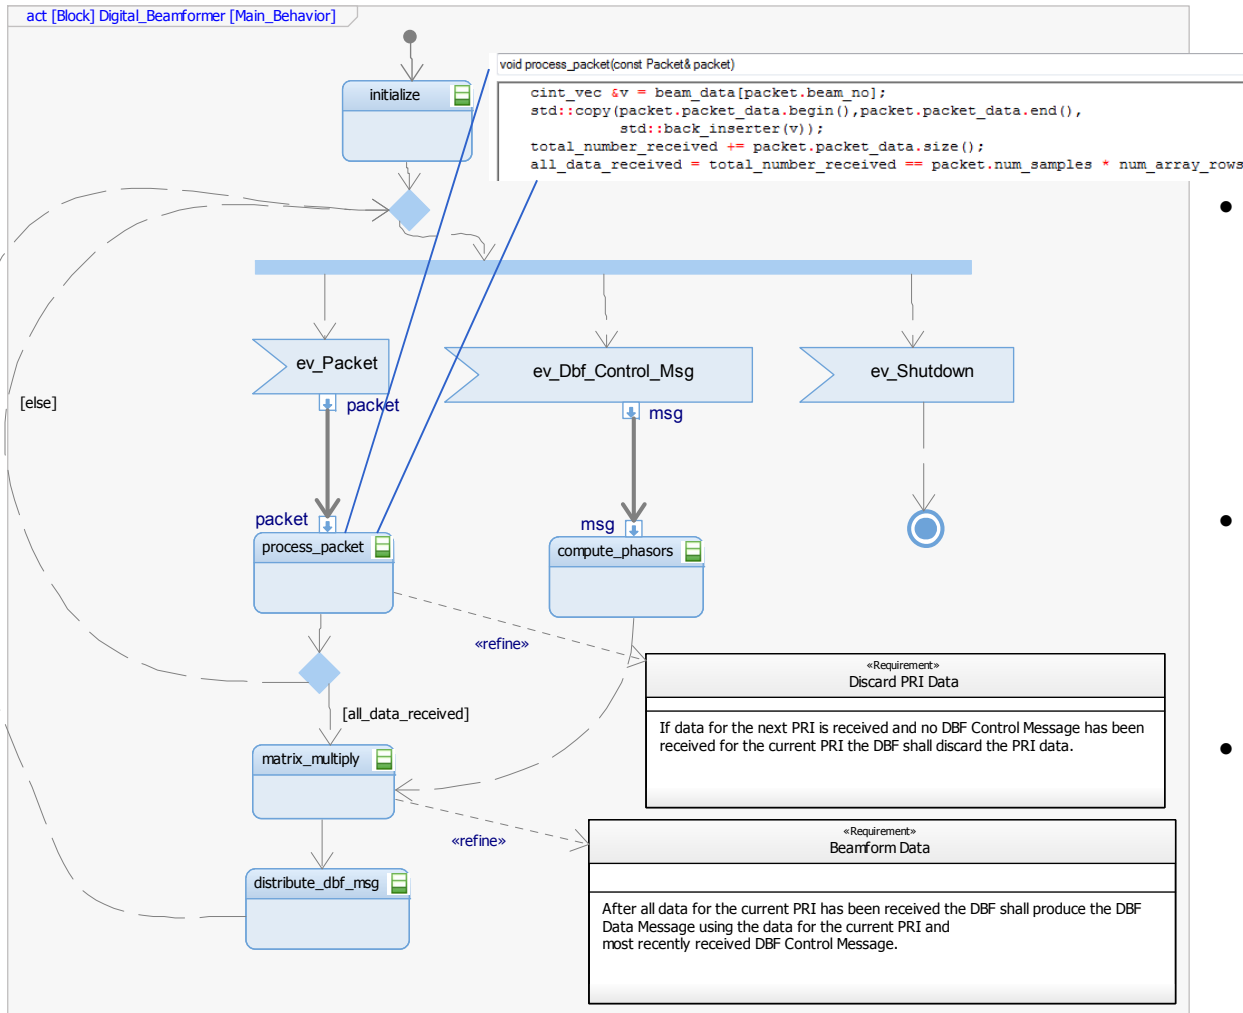 act [Block] Digital_Beamformer [Main_Behavior]
void process_packet(const Packet& packet)
cint_vec &v = beam_data[packet.beam_no];
std::copy(packet.packet_data.begin(),packet.packet_data.end(),
std::back_inserter(v));
total_number_received += packet.packet_data.size();
all_data_received = total_number_received == packet.num_samples * num_array_rows
initialize
ev_Packet
ev_Dbf_Control_Msg
ev_Shutdown
[else]
packet
msg
packet
msg
process_packet
compute_phasors
«refine»
«Requirement»
Discard PRI Data
If data for the next PRI is received and no DBF Control Message has been
received for the current PRI the DBF shall discard the PRI data.
[all_data_received]
matrix_multiply
«refine»
«Requirement»
Beamform Data
After all data for the current PRI has been received the DBF shall produce the DBF
Data Message using the data for the current PRI and
most recently received DBF Control Message.
distribute_dbf_msg